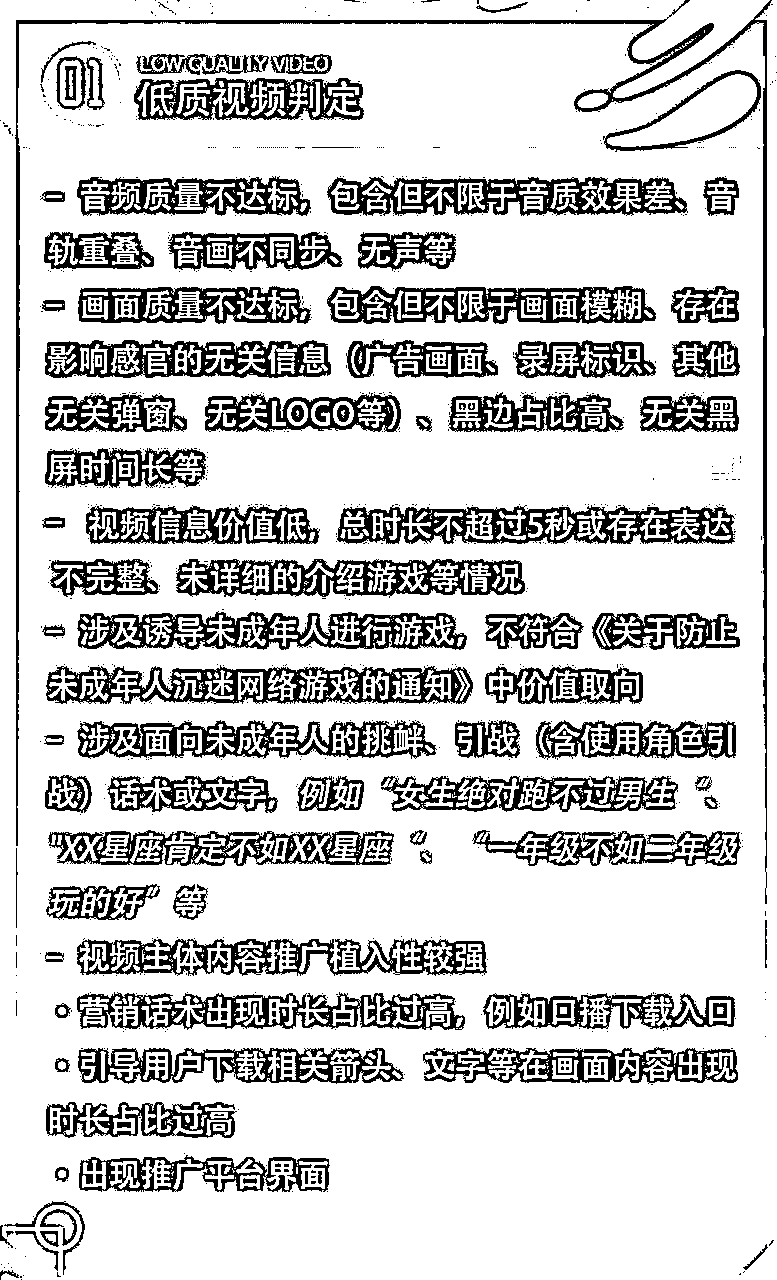 01
LOW QUALITY VIDEO
低质视频判定
- 音频质量不达标，包含但不限于音质效果差、音
轨重叠、音画不同步、无声等
- 画面质量不达标，包含但不限于画面模糊、存在
影响感官的无关信息（广告画面、录屏标识、其他
无关弹窗、无关LOGO等）、黑边占比高、无关黑
屏时间长等
- 视频信息价值低，总时长不超过5秒或存在表达
不完整、未详细的介绍游戏等情况
- 涉及诱导未成年人进行游戏，不符合《关于防止
未成年人沉迷网络游戏的通知》中价值取向
- 涉及面向未成年人的挑衅、引战（含使用角色引
战）话术或文字，例如“女生绝对跑不过男生“、
"XX星座肯定不如XX星座“、“一年级不如二年级
玩的好”等
- 视频主体内容推广植入性较强
○营销话术出现时长占比过高，例如口播下载入口
○引导用户下载相关箭头、文字等在画面内容出现
时长占比过高
○出现推广平台界面